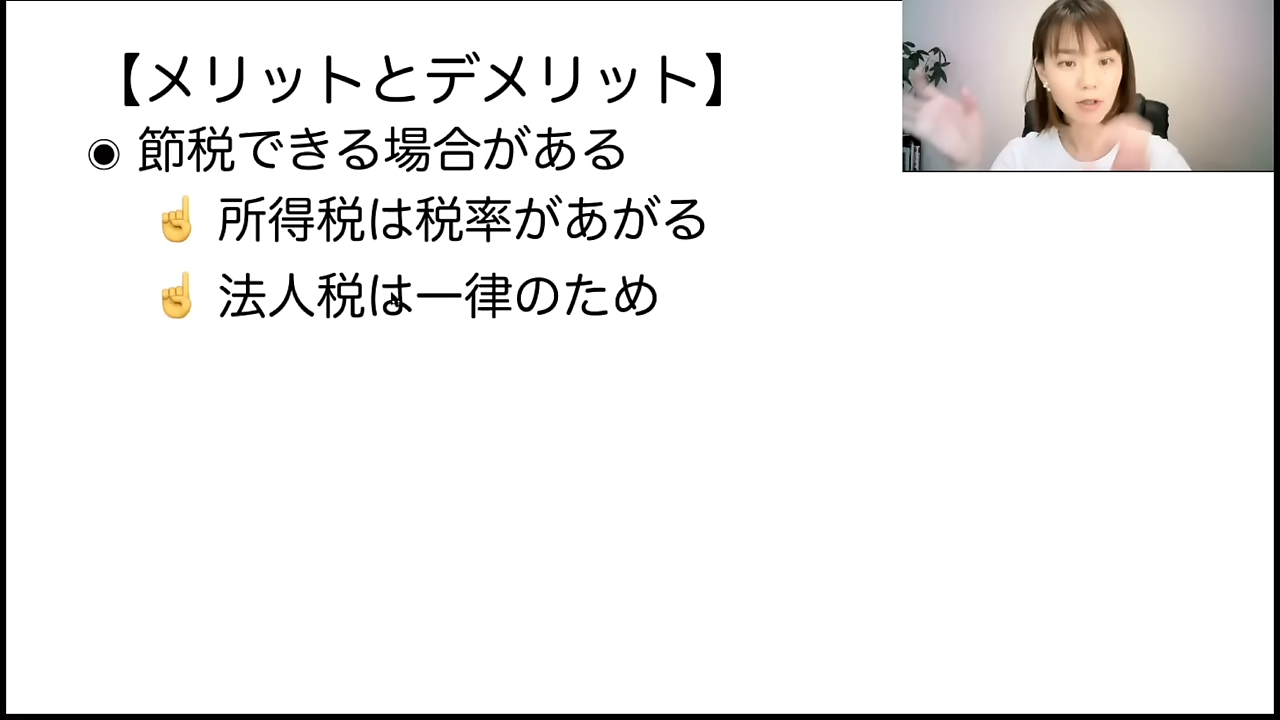 【メリットとデメリット】
◉ 節税できる場合がある
☝ 所得税は税率があがる
☝ 法人税は一律のため